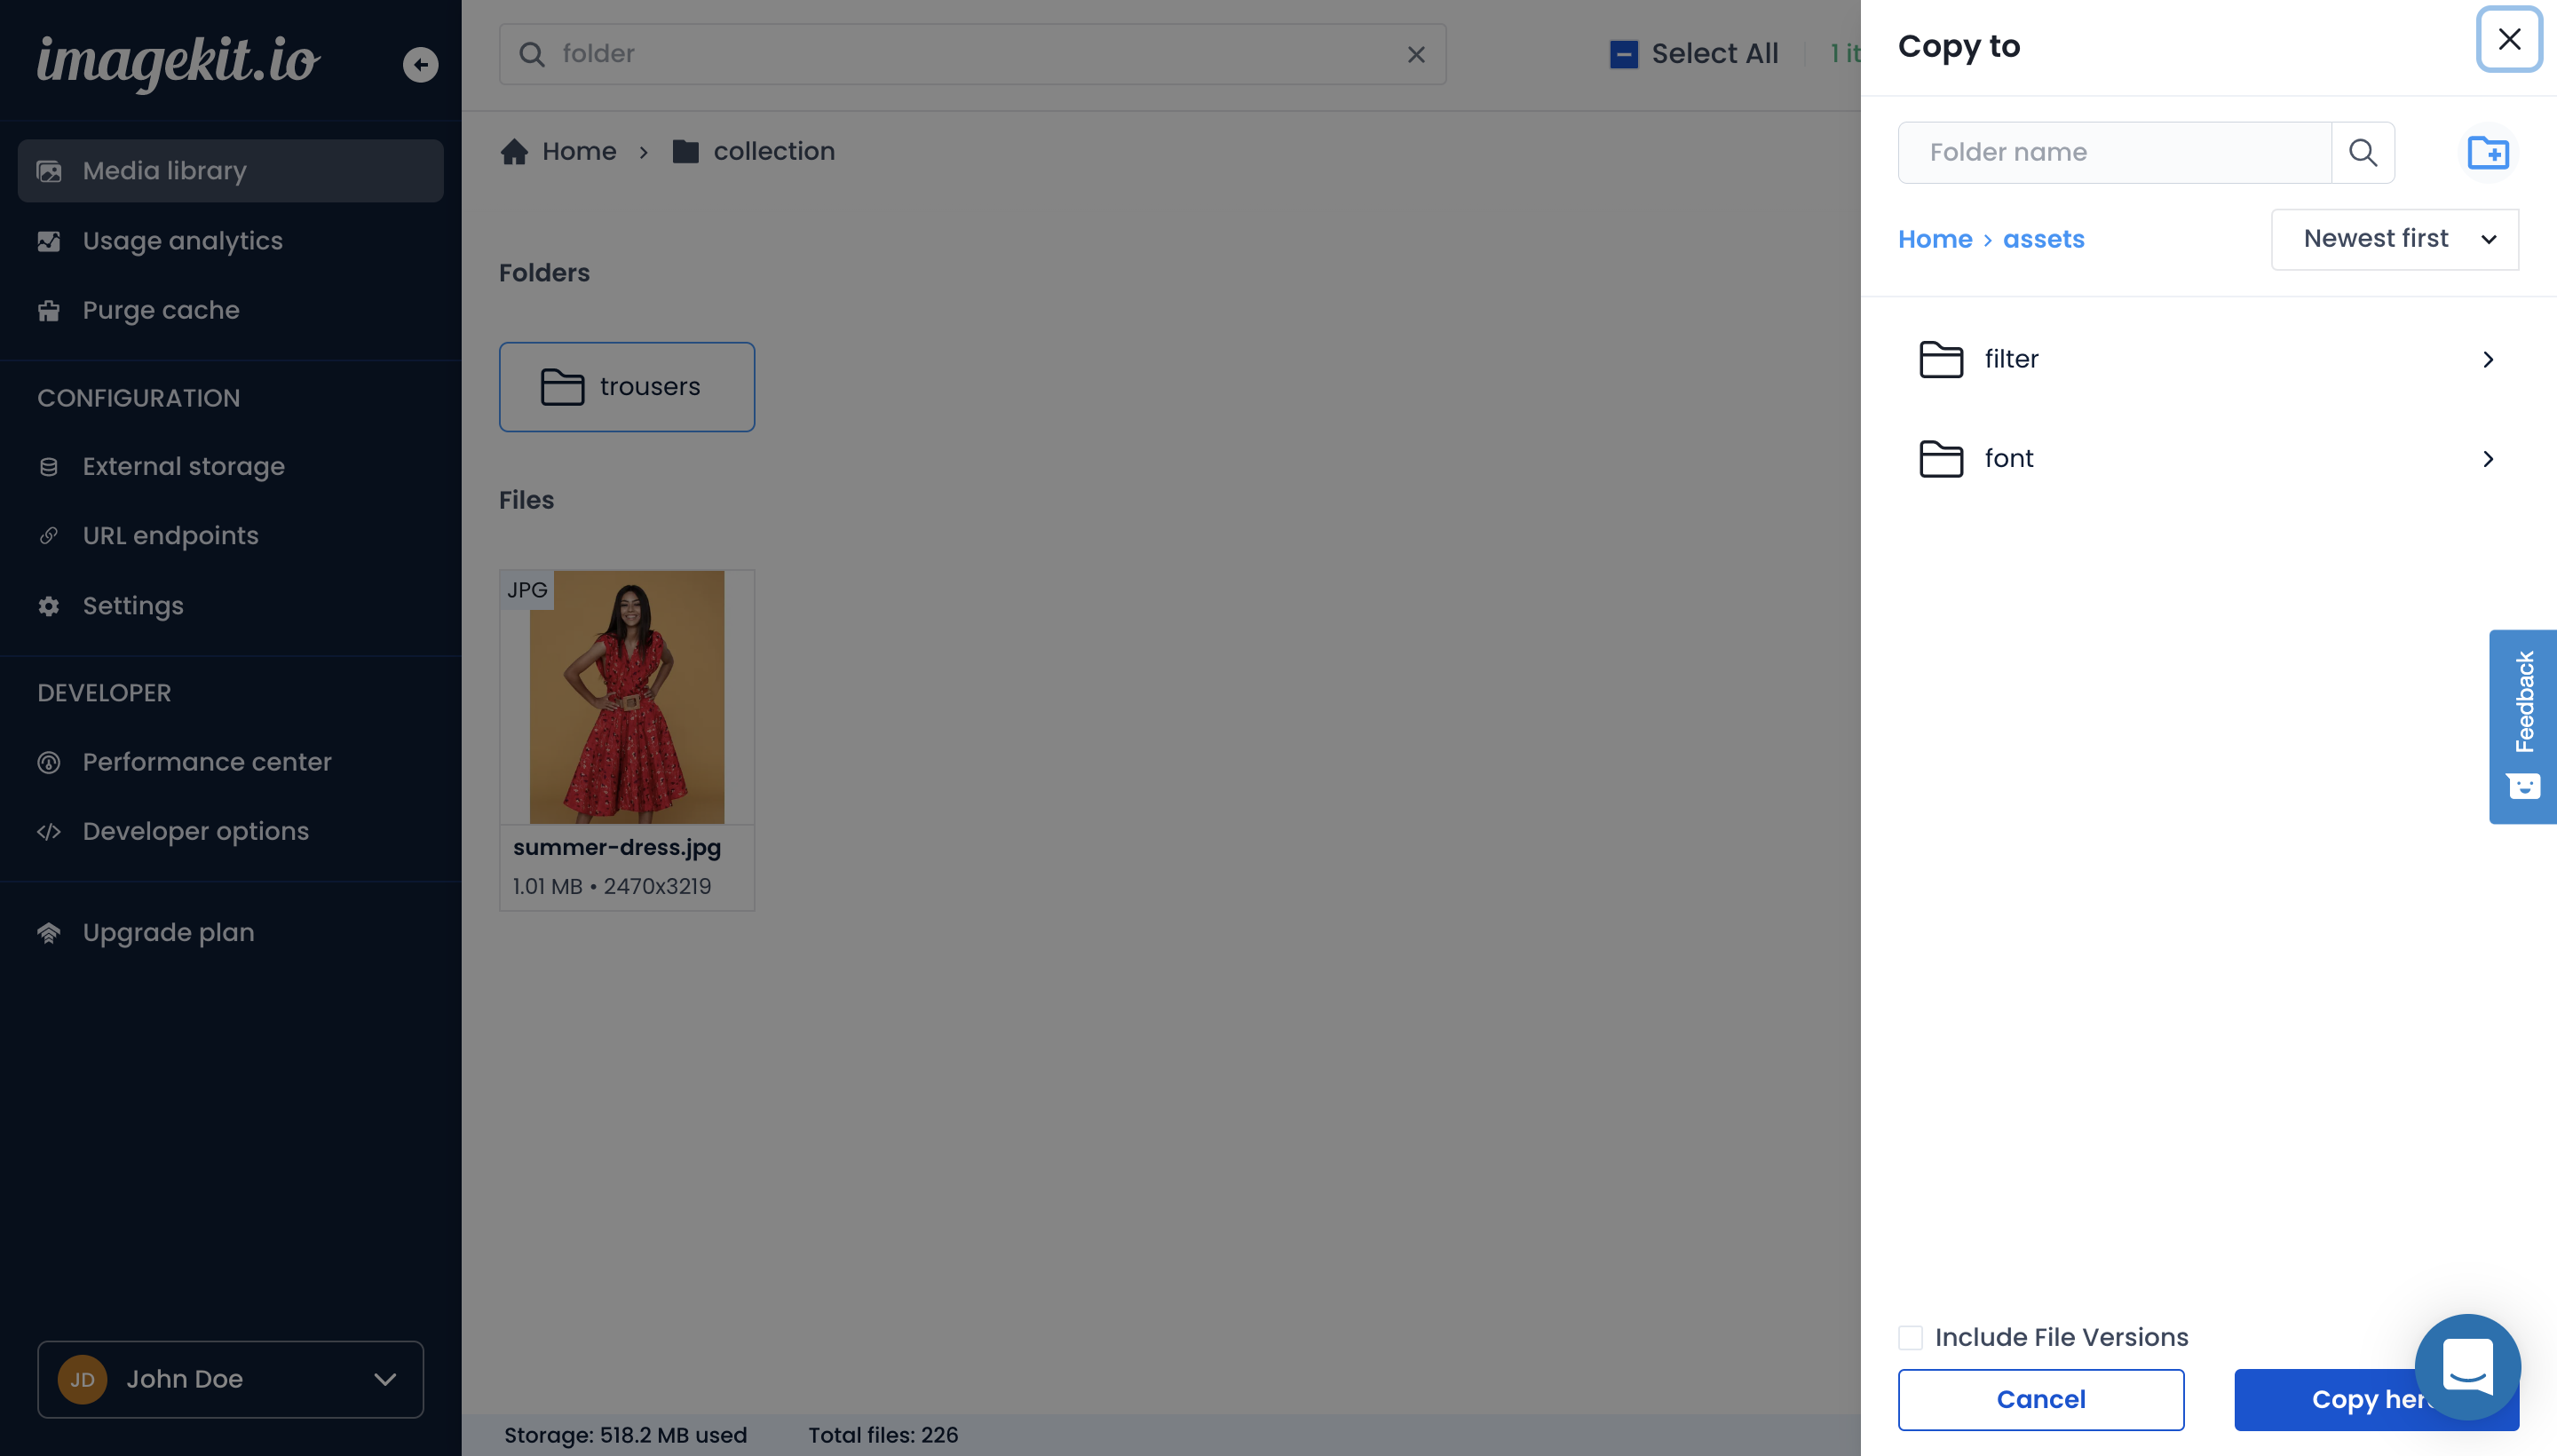 imagekit.io
Media library
Usage analytics
Purge cache
CONFIGURATION
External storage
URL endpoints
Settings
DEVELOPER
Performance center
Developer options
Upgrade plan
JD John Doe
folder
Select All
1 it
Home > collection
Folders
trousers
Files
JPG
summer-dress.jpg
1.01 MB • 2470x3219
Storage: 518.2 MB used Total files: 226
Copy to
Folder name
Home > assets
Newest first
filter
font
Feedback
Include File Versions
Cancel
Copy her